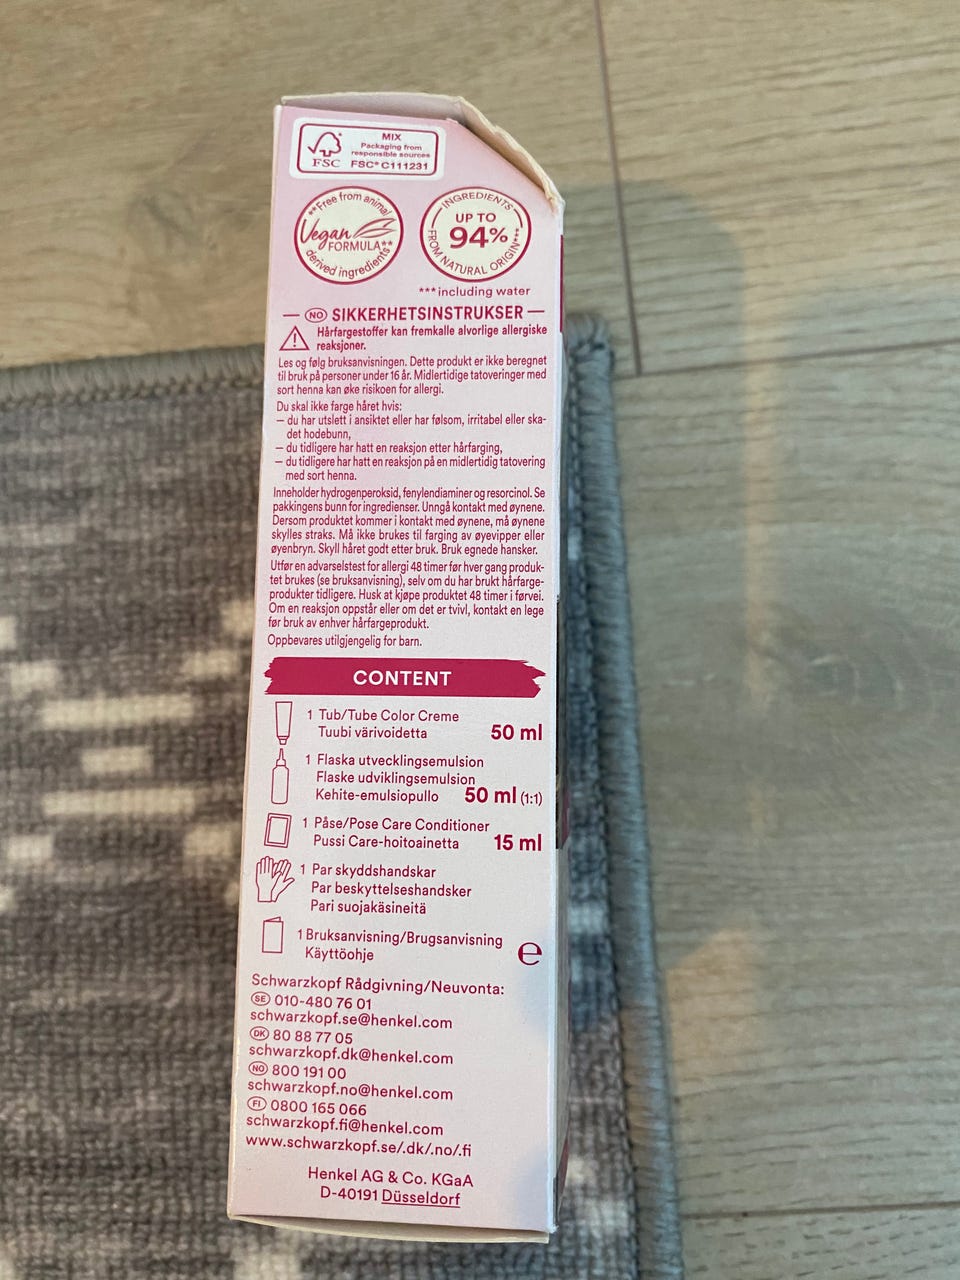 MIX
Packaging from
responsible sources
FSC® C111231
FSC
**Free from animal
Vegan
FORMULA**
derived ingredients
INGREDIENTS
UP TO
94%
FROM NATURAL ORIGIN***
***including water
NO SIKKERHETSINSTRUKSER
Hårfargestoffer kan fremkalle alvorlige allergiske
reaksjoner.
Les og følg bruksanvisningen. Dette produkt er ikke beregnet
til bruk på personer under 16 år. Midlertidige tatoveringer med
sort henna kan øke risikoen for allergi.
Du skal ikke farge håret hvis:
– du har utslett i ansiktet eller har følsom, irritabel eller ska-
det hodebunn,
– du tidligere har hatt en reaksjon etter hårfarging,
– du tidligere har hatt en reaksjon på en midlertidig tatovering
med sort henna.
Inneholder hydrogenperoksid, fenylendiaminer og resorcinol. Se
pakkingens bunn for ingredienser. Unngå kontakt med øynene.
Dersom produktet kommer i kontakt med øynene, må øynene
skylles straks. Må ikke brukes til farging av øyevipper eller
øyenbryn. Skyll håret godt etter bruk. Bruk egnede hansker.
Utfør en advarselstest for allergi 48 timer før hver gang produk-
tet brukes (se bruksanvisning), selv om du har brukt hårfarge-
produkter tidligere. Husk at kjøpe produktet 48 timer i førvei.
Om en reaksjon oppstår eller om det er tvivl, kontakt en lege
før bruk av enhver hårfargeprodukt.
Oppbevares utilgjengelig for barn.
CONTENT
1 Tub/Tube Color Creme
Tuubi värivoidetta 50 ml
1 Flaska utvecklingsemulsion
Flaske udviklingsemulsion
Kehite-emulsiopullo 50 ml (1:1)
1 Påse/Pose Care Conditioner
Pussi Care-hoitoainetta 15 ml
1 Par skyddshandskar
Par beskyttelseshandsker
Pari suojakäsineitä
1 Bruksanvisning/Brugsanvisning
Käyttöohje ℮
Schwarzkopf Rådgivning/Neuvonta:
SE 010-480 76 01
schwarzkopf.se@henkel.com
DK 80 88 77 05
schwarzkopf.dk@henkel.com
NO 800 191 00
schwarzkopf.no@henkel.com
FI 0800 165 066
schwarzkopf.fi@henkel.com
www.schwarzkopf.se/.dk/.no/.fi
Henkel AG & Co. KGaA
D-40191 Düsseldorf